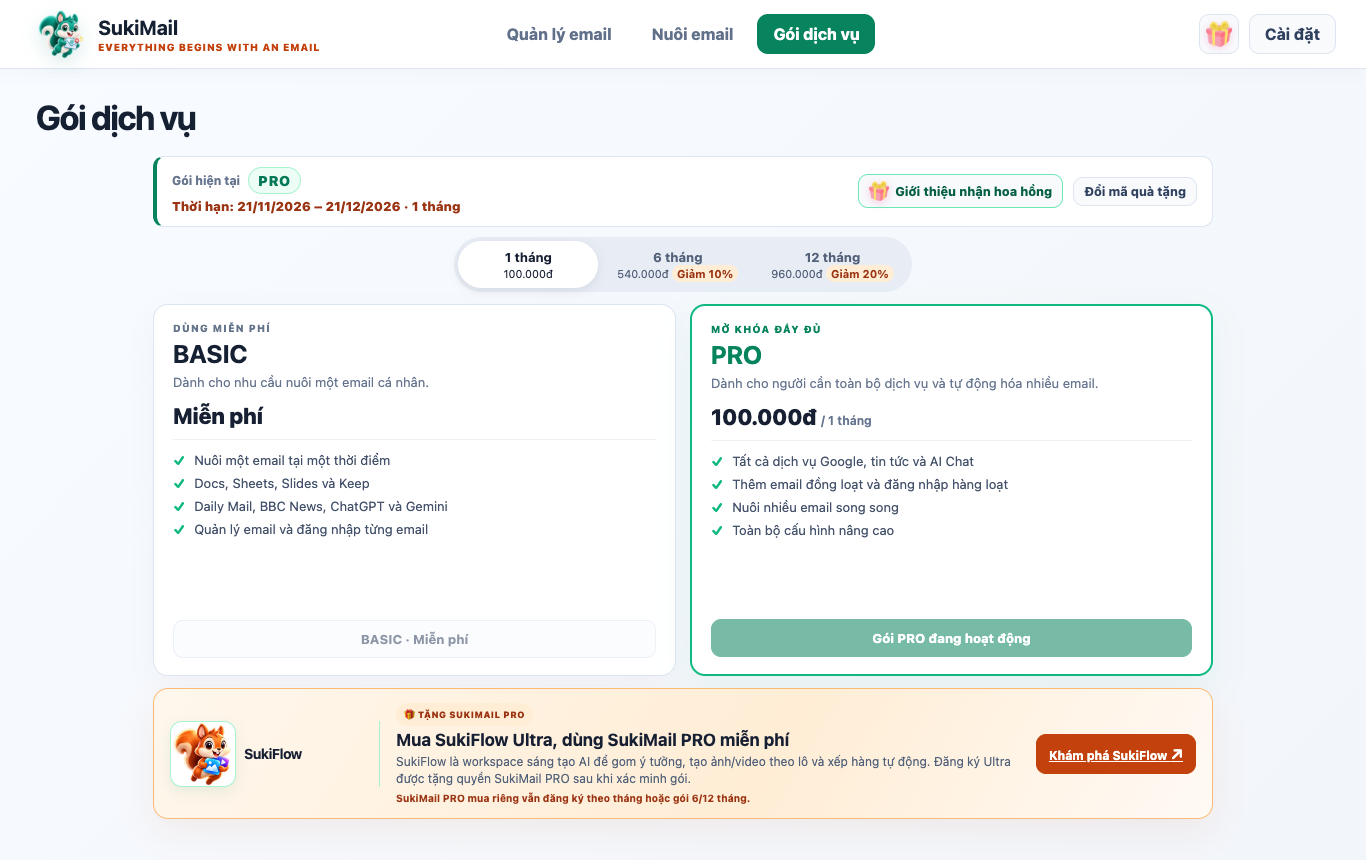 SukiMail
EVERYTHING BEGINS WITH AN EMAIL
Quản lý email
Nuôi email
Gói dịch vụ
Cài đặt
Gói dịch vụ
Gói hiện tại PRO
Thời hạn: 21/11/2026 – 21/12/2026 · 1 tháng
Giới thiệu nhận hoa hồng
Đổi mã quà tặng
1 tháng
100.000đ
6 tháng
540.000đ Giảm 10%
12 tháng
960.000đ Giảm 20%
DÙNG MIỄN PHÍ
BASIC
Dành cho nhu cầu nuôi một email cá nhân.
Miễn phí
Nuôi một email tại một thời điểm
Docs, Sheets, Slides và Keep
Daily Mail, BBC News, ChatGPT và Gemini
Quản lý email và đăng nhập từng email
BASIC · Miễn phí
MỞ KHÓA ĐẦY ĐỦ
PRO
Dành cho người cần toàn bộ dịch vụ và tự động hóa nhiều email.
100.000đ / 1 tháng
Tất cả dịch vụ Google, tin tức và AI Chat
Thêm email đồng loạt và đăng nhập hàng loạt
Nuôi nhiều email song song
Toàn bộ cấu hình nâng cao
Gói PRO đang hoạt động
SukiFlow
TẶNG SUKIMAIL PRO
Mua SukiFlow Ultra, dùng SukiMail PRO miễn phí
SukiFlow là workspace sáng tạo AI để gom ý tưởng, tạo ảnh/video theo lô và xếp hàng tự động. Đăng ký Ultra
được tặng quyền SukiMail PRO sau khi xác minh gói.
SukiMail PRO mua riêng vẫn đăng ký theo tháng hoặc gói 6/12 tháng.
Khám phá SukiFlow